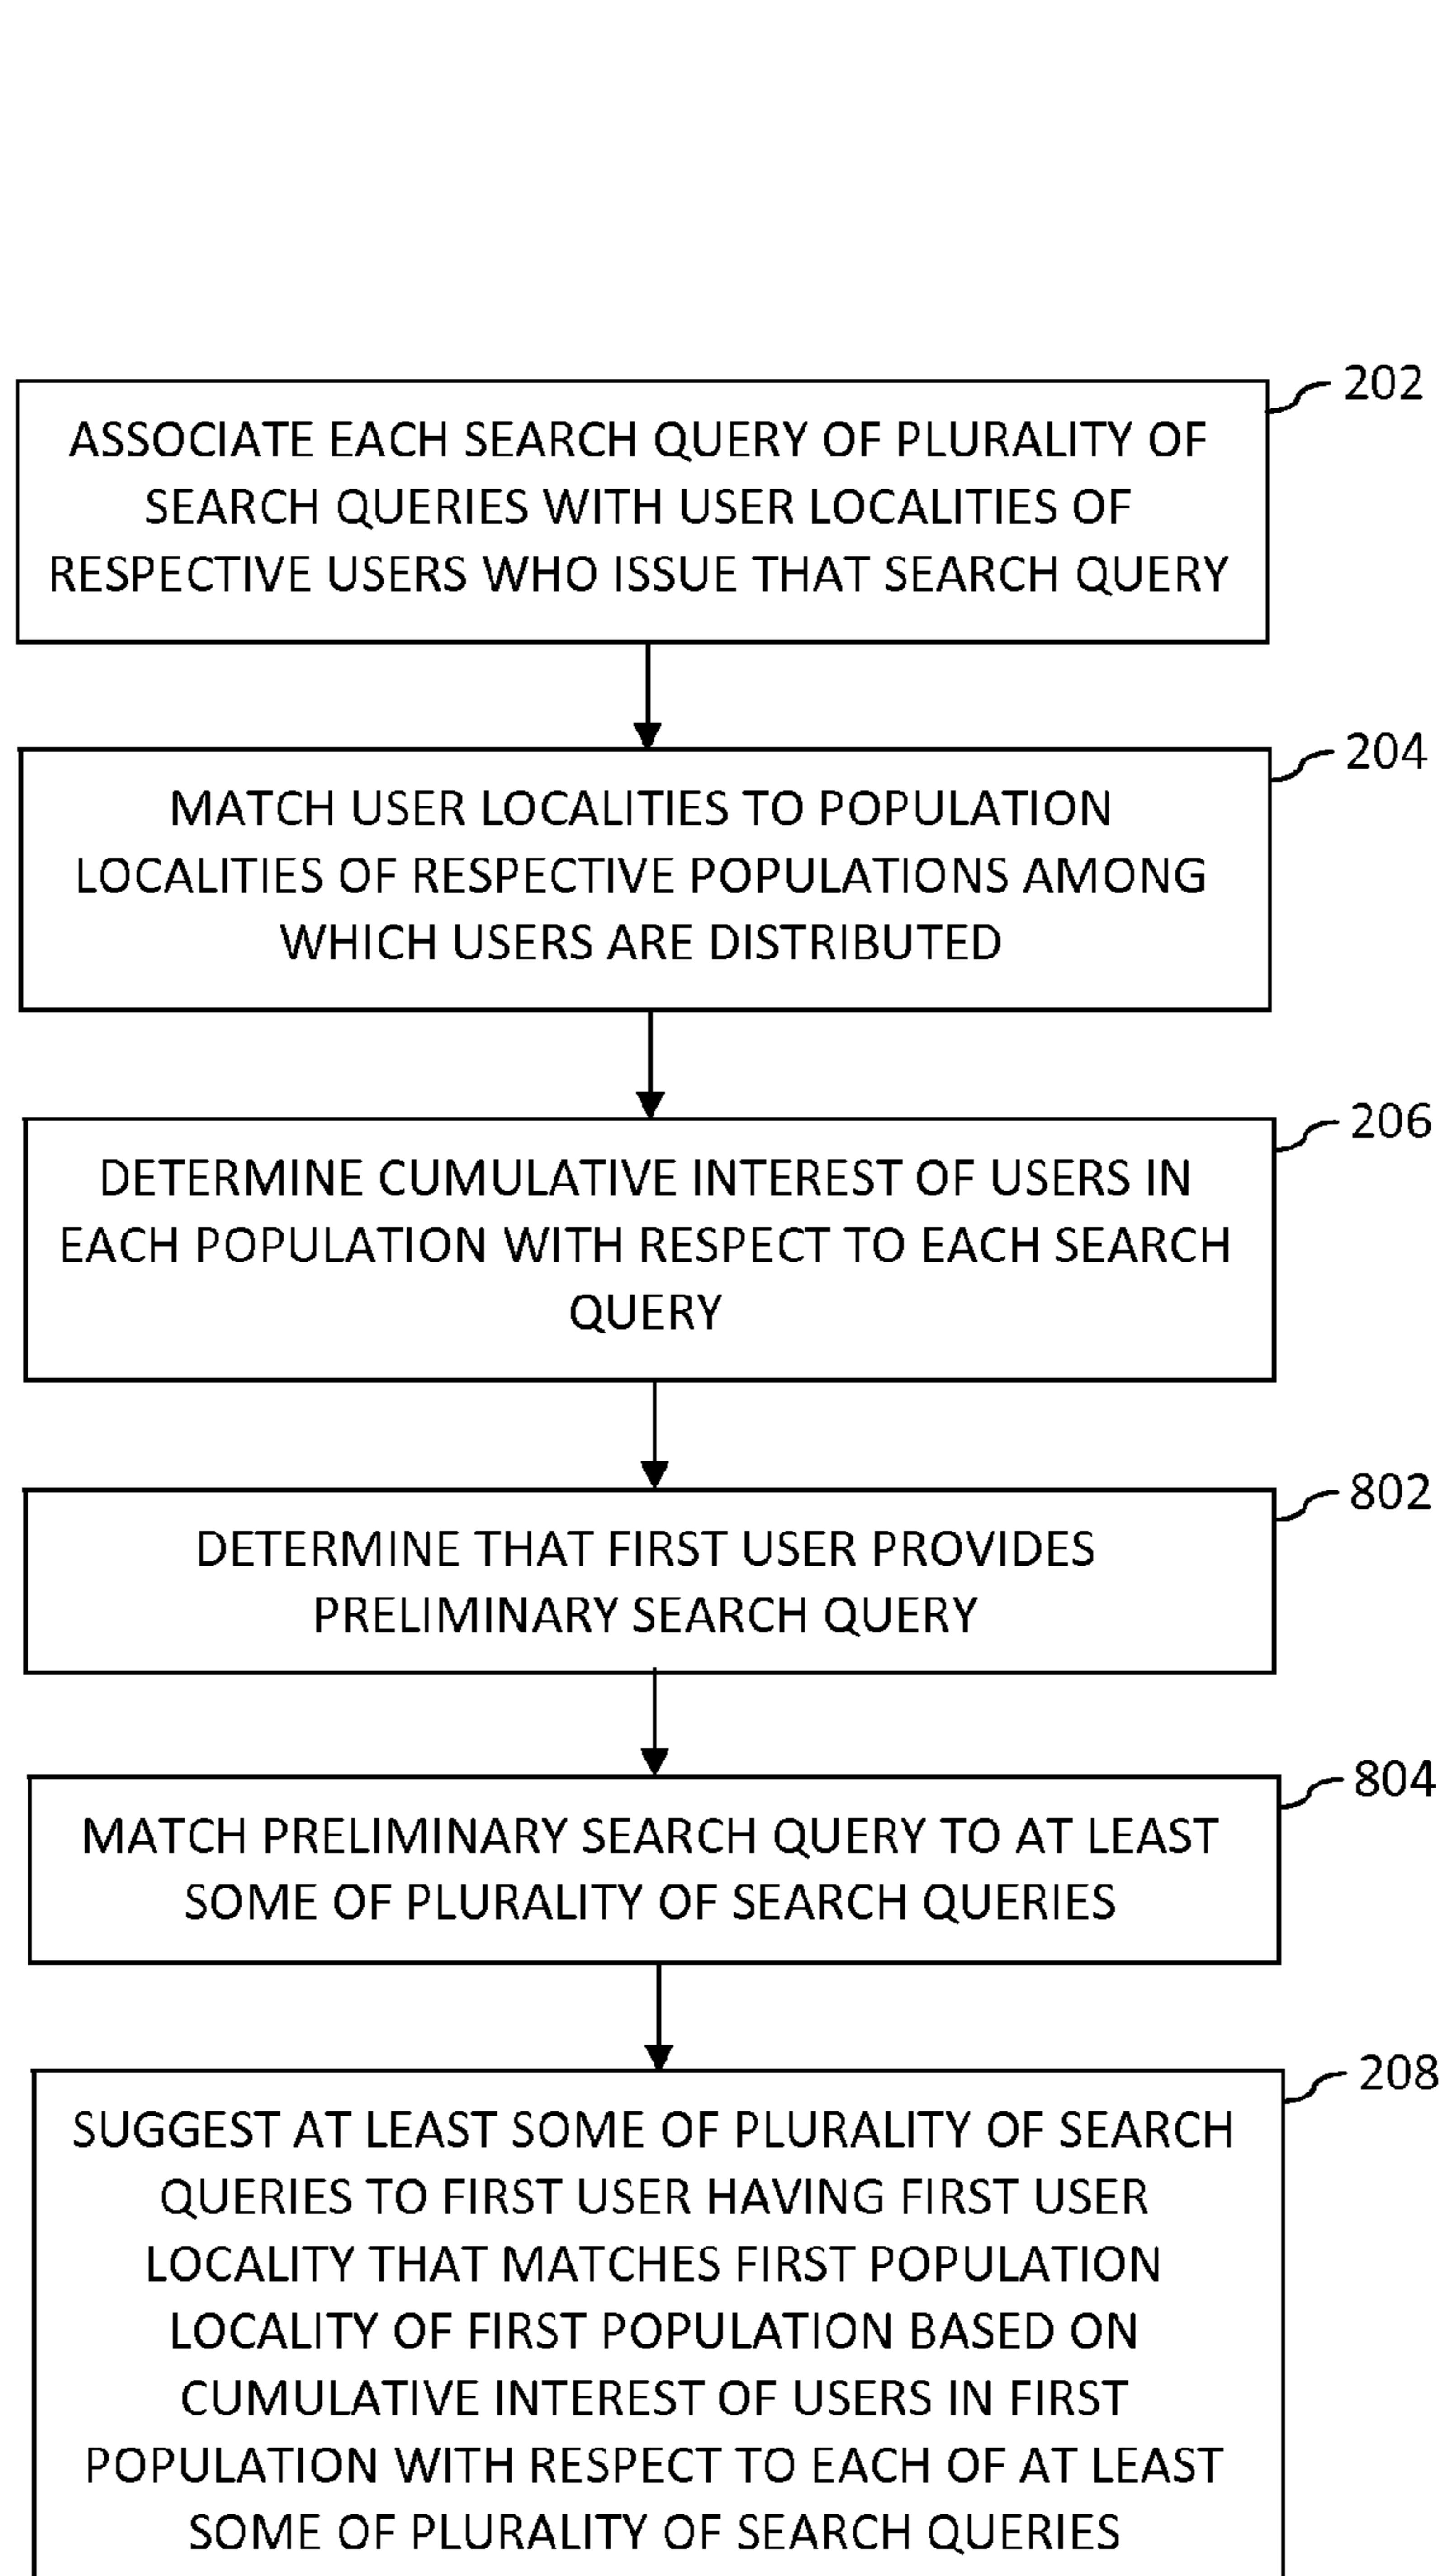 202
ASSOCIATE EACH SEARCH QUERY OF PLURALITY OF
SEARCH QUERIES WITH USER LOCALITIES OF
RESPECTIVE USERS WHO ISSUE THAT SEARCH QUERY
204
MATCH USER LOCALITIES TO POPULATION
LOCALITIES OF RESPECTIVE POPULATIONS AMONG
WHICH USERS ARE DISTRIBUTED
206
DETERMINE CUMULATIVE INTEREST OF USERS IN
EACH POPULATION WITH RESPECT TO EACH SEARCH
QUERY
802
DETERMINE THAT FIRST USER PROVIDES
PRELIMINARY SEARCH QUERY
804
MATCH PRELIMINARY SEARCH QUERY TO AT LEAST
SOME OF PLURALITY OF SEARCH QUERIES
208
SUGGEST AT LEAST SOME OF PLURALITY OF SEARCH
QUERIES TO FIRST USER HAVING FIRST USER
LOCALITY THAT MATCHES FIRST POPULATION
LOCALITY OF FIRST POPULATION BASED ON
CUMULATIVE INTEREST OF USERS IN FIRST
POPULATION WITH RESPECT TO EACH OF AT LEAST
SOME OF PLURALITY OF SEARCH QUERIES